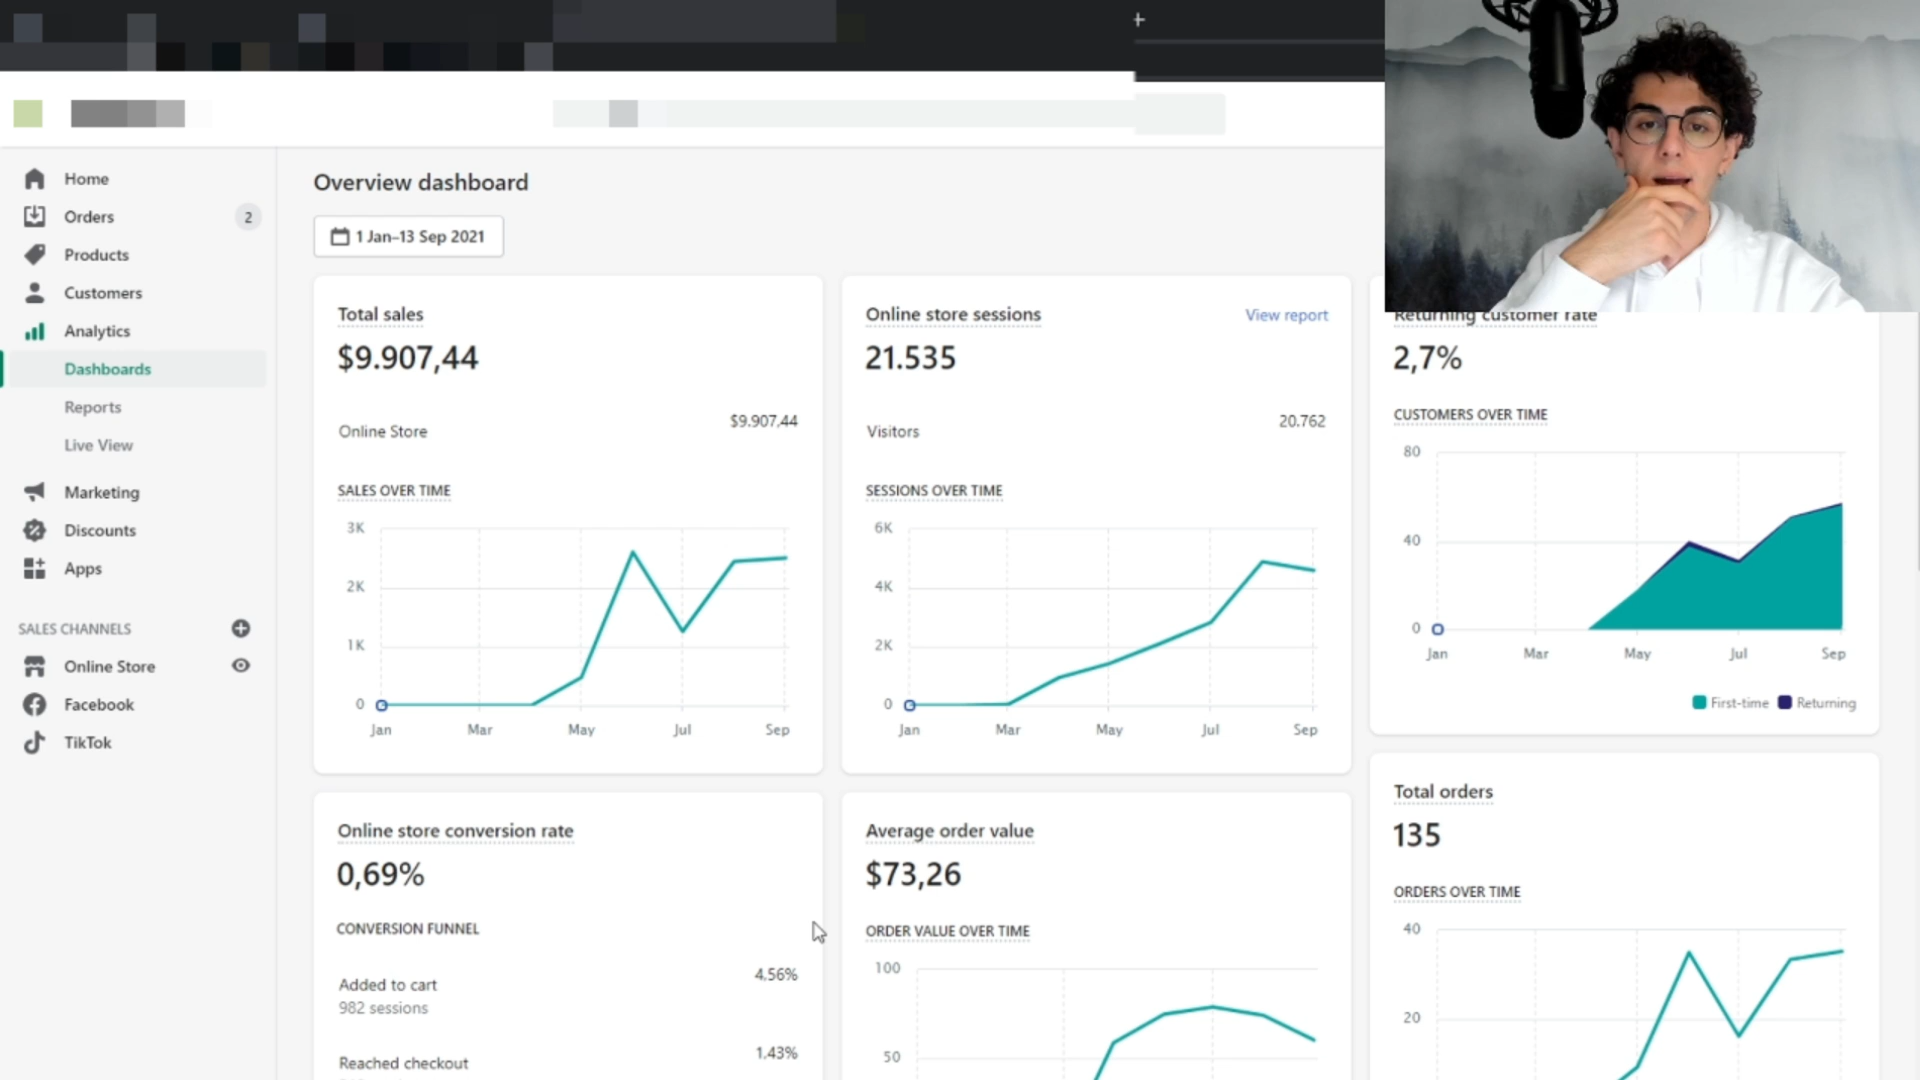 Home
Orders 2
Products
Customers
Analytics
Dashboards
Reports
Live View
Marketing
Discounts
Apps
SALES CHANNELS
Online Store
Facebook
TikTok
Overview dashboard
1 Jan–13 Sep 2021
Total sales
$9.907,44
Online Store $9.907,44
SALES OVER TIME
3K
2K
1K
0
Jan Mar May Jul Sep
Online store sessions View report
21.535
Visitors 20.762
SESSIONS OVER TIME
6K
4K
2K
0
Jan Mar May Jul Sep
Returning customer rate
2,7%
CUSTOMERS OVER TIME
80
40
0
Jan Mar May Jul Sep
First-time Returning
Online store conversion rate
0,69%
CONVERSION FUNNEL
Added to cart 4.56%
982 sessions
Reached checkout 1.43%
Average order value
$73,26
ORDER VALUE OVER TIME
100
50
Total orders
135
ORDERS OVER TIME
40
20